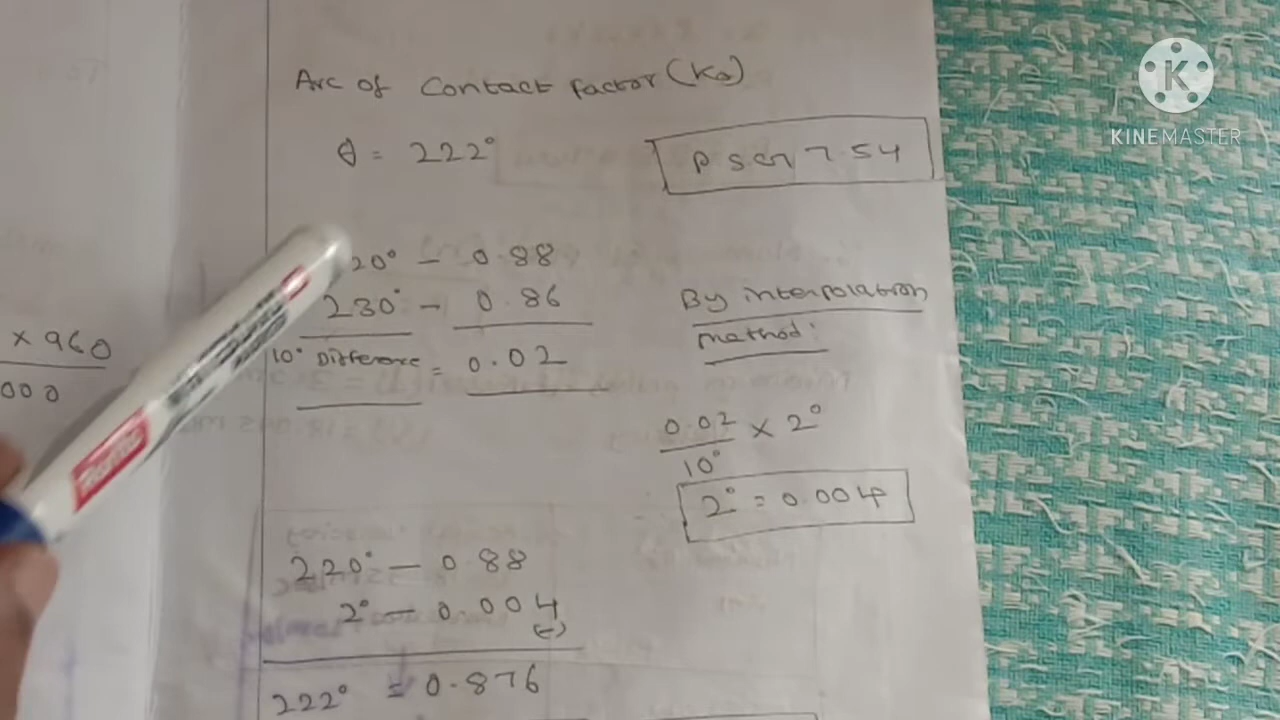 Arc of Contact factor (Kθ)
θ = 222°
PSG 7.54
20° – 0.88
230° – 0.86
10° Difference = 0.02
By interpolation
method:
0.02
10°
× 2°
2° = 0.004
220° – 0.88
2° – 0.004
(-)
222° = 0.876
× 960
000
K
KINEMASTER